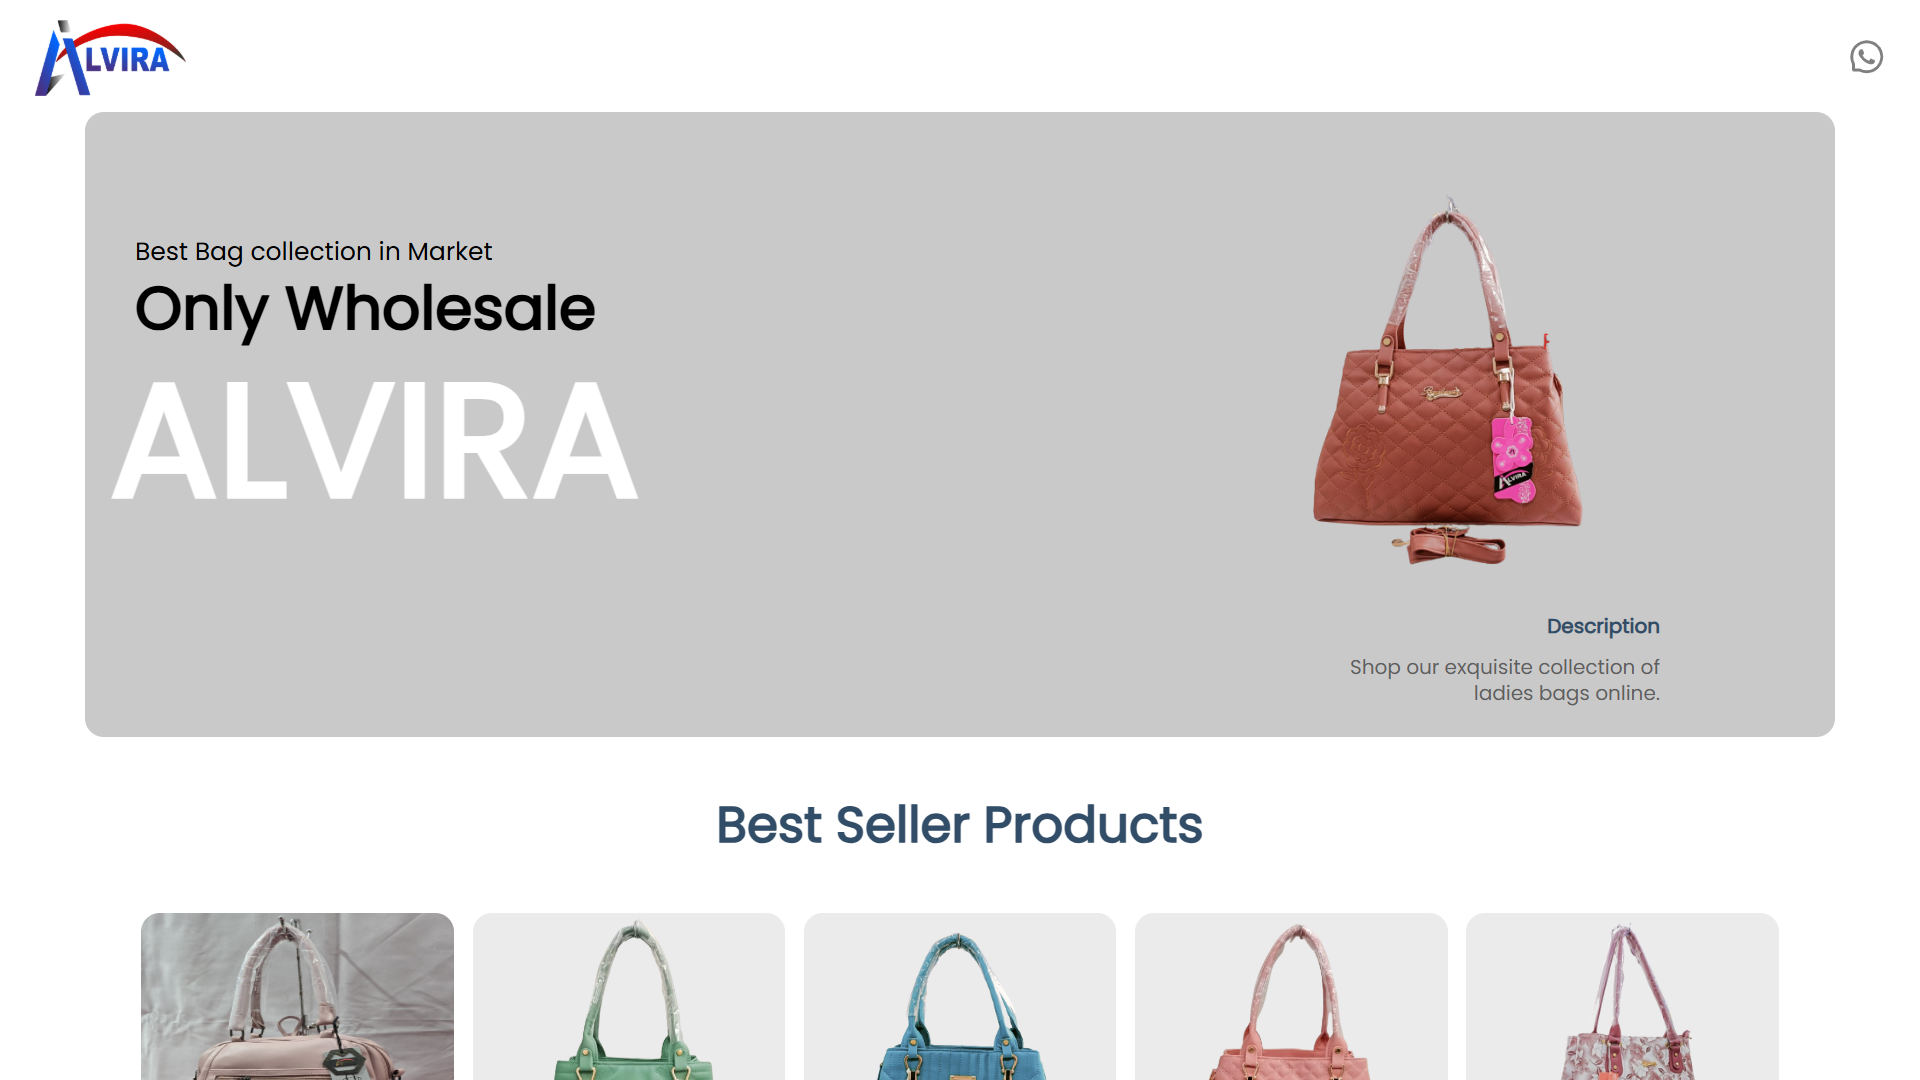 ALVIRA
Best Bag collection in Market
Only Wholesale
ALVIRA
ALVIRA
Description
Shop our exquisite collection of
ladies bags online.
Best Seller Products